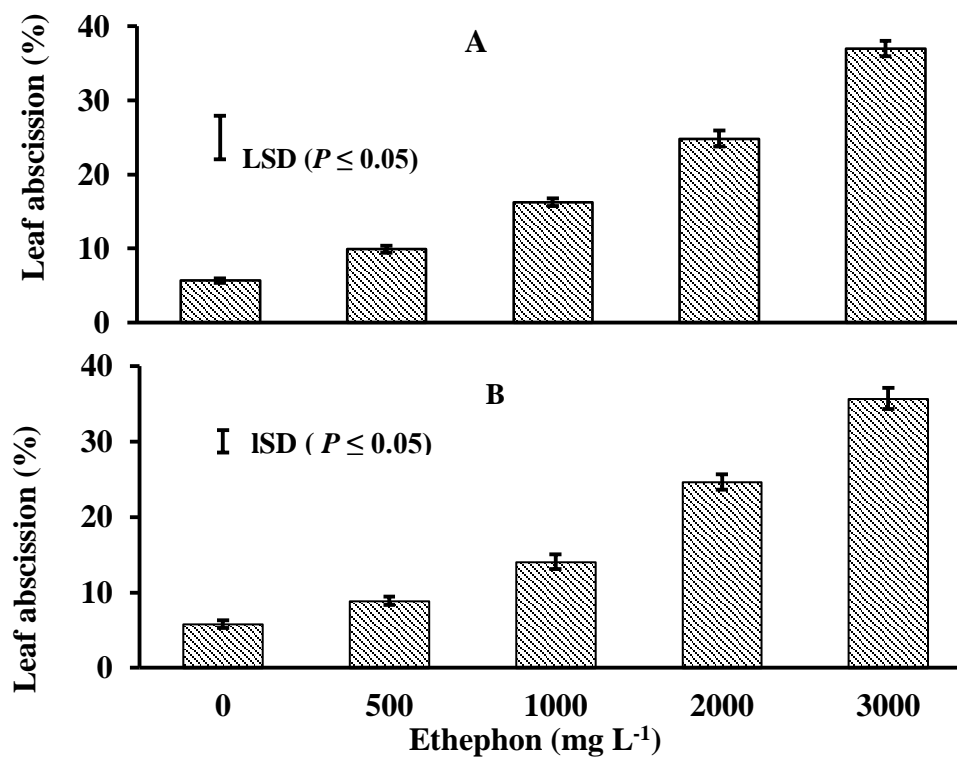 A
Leaf abscission (%)
40
30
20
10
0
LSD (P ≤ 0.05)
B
Leaf abscission (%)
40
30
20
10
0
lSD ( P ≤ 0.05)
0 500 1000 2000 3000
Ethephon (mg L-1)